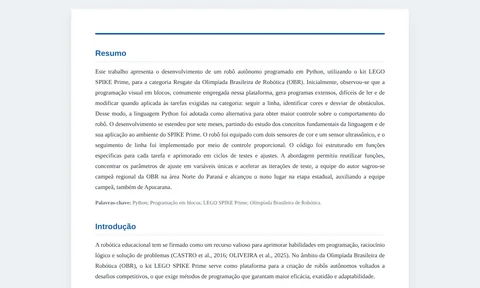 Resumo
Este trabalho apresenta o desenvolvimento de um robô autônomo programado em Python, utilizando o kit LEGO
SPIKE Prime, para a categoria Resgate da Olimpíada Brasileira de Robótica (OBR). Inicialmente, observou-se que a
programação visual em blocos, comumente empregada nessa plataforma, gera programas extensos, difíceis de ler e de
modificar quando aplicada às tarefas exigidas na categoria: seguir a linha, identificar cores e desviar de obstáculos.
Desse modo, a linguagem Python foi adotada como alternativa para obter maior controle sobre o comportamento do
robô. O desenvolvimento se estendeu por sete meses, partindo do estudo dos conceitos fundamentais da linguagem e de
sua aplicação ao ambiente do SPIKE Prime. O robô foi equipado com dois sensores de cor e um sensor ultrassônico, e o
seguimento de linha foi implementado por meio de controle proporcional. O código foi estruturado em funções
específicas para cada tarefa e aprimorado em ciclos de testes e ajustes. A abordagem permitiu reutilizar funções,
concentrar os parâmetros de ajuste em variáveis únicas e acelerar as iterações de teste, a equipe do autor sagrou-se
campeã regional da OBR na área Norte do Paraná e alcançou o nono lugar na etapa estadual, auxiliando a equipe
campeã, também de Apucarana.
Palavras-chave: Python; Programação em blocos; LEGO SPIKE Prime; Olimpíada Brasileira de Robótica.
Introdução
A robótica educacional tem se firmado como um recurso valioso para aprimorar habilidades em programação, raciocínio
lógico e solução de problemas (CASTRO et al., 2016; OLIVEIRA et al., 2025). No âmbito da Olimpíada Brasileira de
Robótica (OBR), o kit LEGO SPIKE Prime serve como plataforma para a criação de robôs autônomos voltados a
desafios competitivos, o que exige métodos de programação que garantam maior eficácia, exatidão e adaptabilidade.